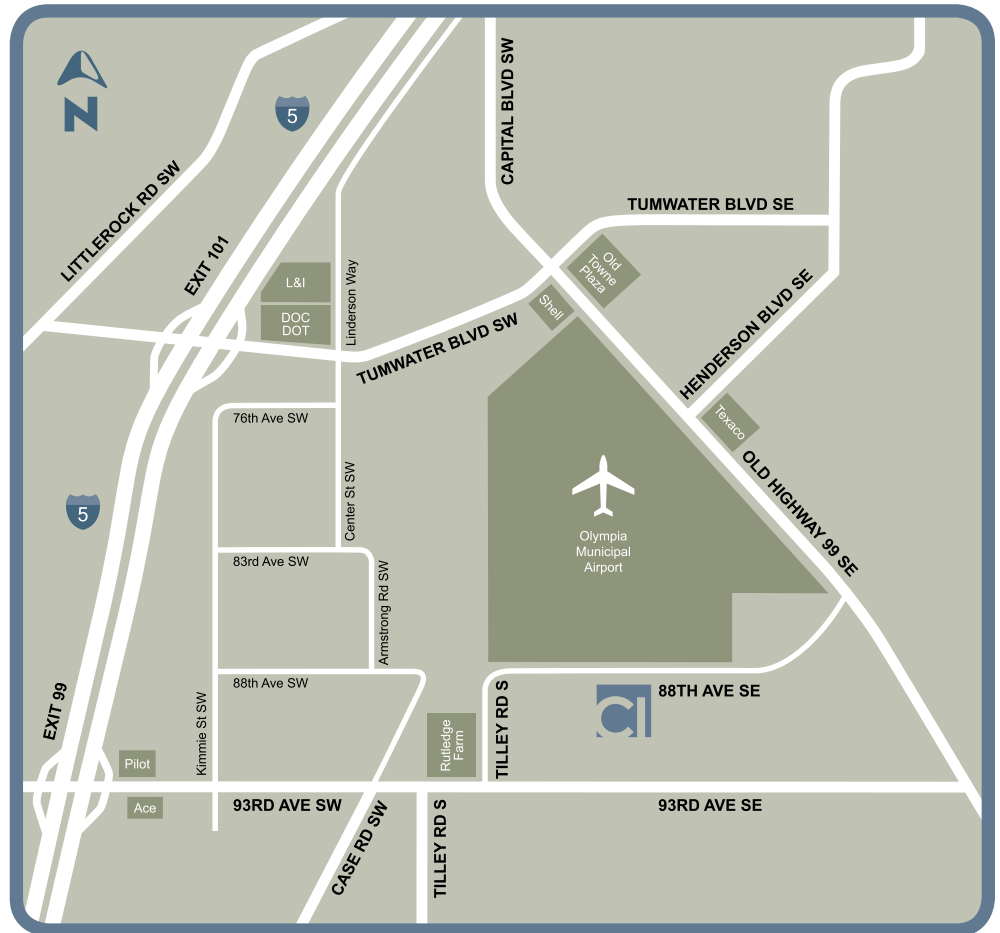 N
5
LITTLEROCK RD SW
EXIT 101
CAPITAL BLVD SW
TUMWATER BLVD SE
L&I
DOC
DOT
Linderson Way
Old
Towne
Plaza
Shell
TUMWATER BLVD SW
HENDERSON BLVD SE
Texaco
76th Ave SW
OLD HIGHWAY 99 SE
Center St SW
5
Olympia
Municipal
Airport
83rd Ave SW
Armstrong Rd SW
88th Ave SW
EXIT 99
Kimmie St SW
Rutledge
Farm
TILLEY RD S
CI
88TH AVE SE
Pilot
Ace
93RD AVE SW
93RD AVE SE
CASE RD SW
TILLEY RD S